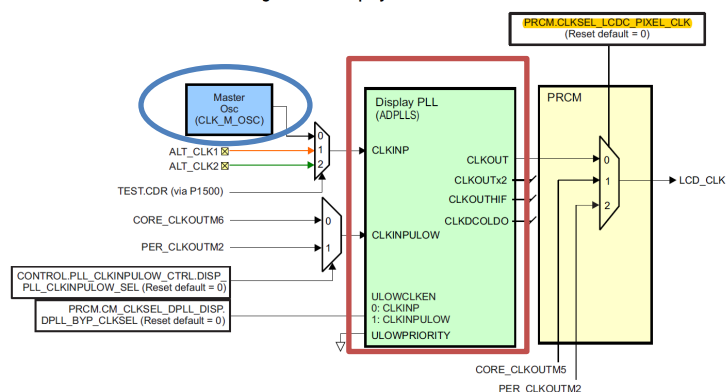 PRCM.CLKSEL_LCDC_PIXEL_CLK
(Reset default = 0)
Master
Osc
(CLK_M_OSC)
Display PLL
(ADPLLS)
PRCM
0
ALT_CLK1
1
CLKINP
ALT_CLK2
2
CLKOUT
0
CLKOUTx2
1
LCD_CLK
TEST.CDR (via P1500)
CLKOUTHIF
2
CORE_CLKOUTM6
0
CLKDCOLDO
CLKINPULOW
PER_CLKOUTM2
1
CONTROL.PLL_CLKINPULOW_CTRL.DISP_
PLL_CLKINPULOW_SEL (Reset default = 0)
ULOWCLKEN
0: CLKINP
1: CLKINPULOW
PRCM.CM_CLKSEL_DPLL_DISP.
DPLL_BYP_CLKSEL (Reset default = 0)
ULOWPRIORITY
CORE_CLKOUTM5
PER_CLKOUTM2